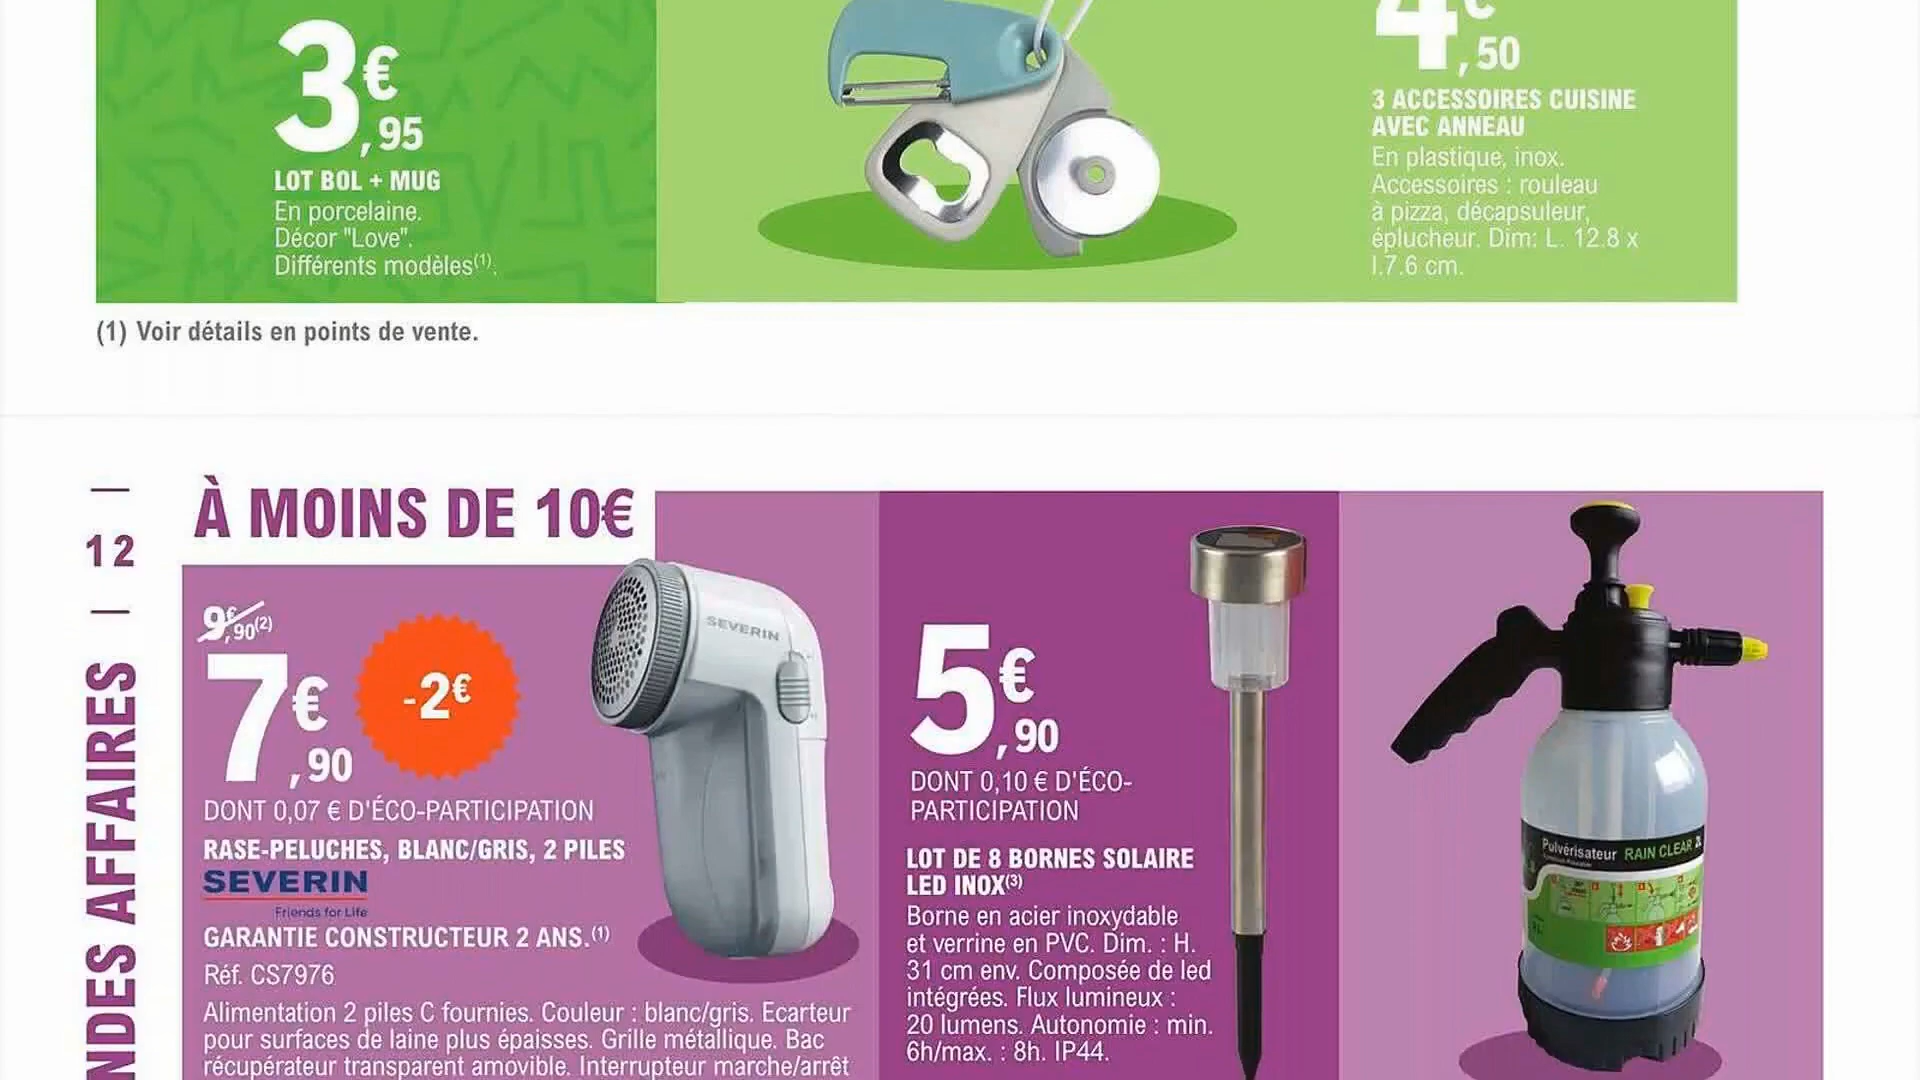 3€,95
LOT BOL + MUG
En porcelaine.
Décor "Love".
Différents modèles(1).
4€,50
3 ACCESSOIRES CUISINE
AVEC ANNEAU
En plastique, inox.
Accessoires : rouleau
à pizza, décapsuleur,
éplucheur. Dim: L. 12.8 x
l.7.6 cm.
(1) Voir détails en points de vente.
12
NDES AFFAIRES
À MOINS DE 10€
9€,90(2)
7€,90
-2€
DONT 0,07 € D'ÉCO-PARTICIPATION
RASE-PELUCHES, BLANC/GRIS, 2 PILES
SEVERIN
Friends for Life
GARANTIE CONSTRUCTEUR 2 ANS.(1)
Réf. CS7976
Alimentation 2 piles C fournies. Couleur : blanc/gris. Ecarteur
pour surfaces de laine plus épaisses. Grille métallique. Bac
récupérateur transparent amovible. Interrupteur marche/arrêt
SEVERIN
5€,90
DONT 0,10 € D'ÉCO-
PARTICIPATION
LOT DE 8 BORNES SOLAIRE
LED INOX(3)
Borne en acier inoxydable
et verrine en PVC. Dim. : H.
31 cm env. Composée de led
intégrées. Flux lumineux :
20 lumens. Autonomie : min.
6h/max. : 8h. IP44.
Pulvérisateur RAIN CLEAR 2L